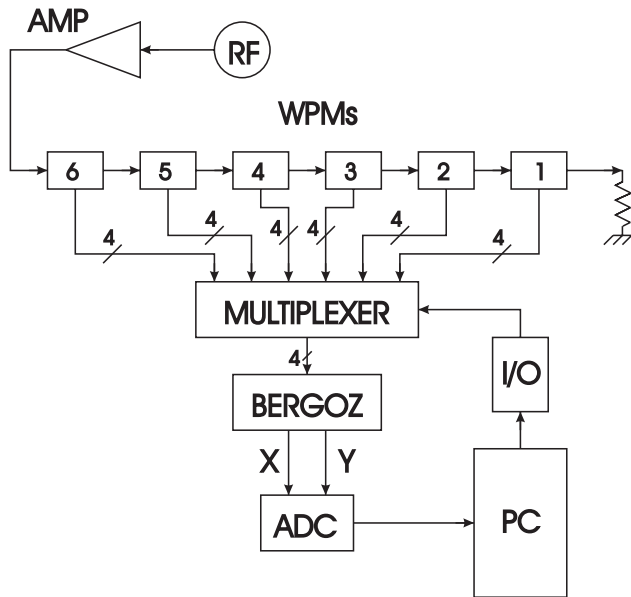 AMP
RF
WPMs
6 5 4 3 2 1
4 4 4 4 4 4
MULTIPLEXER
4
I/O
BERGOZ
X Y
ADC
PC